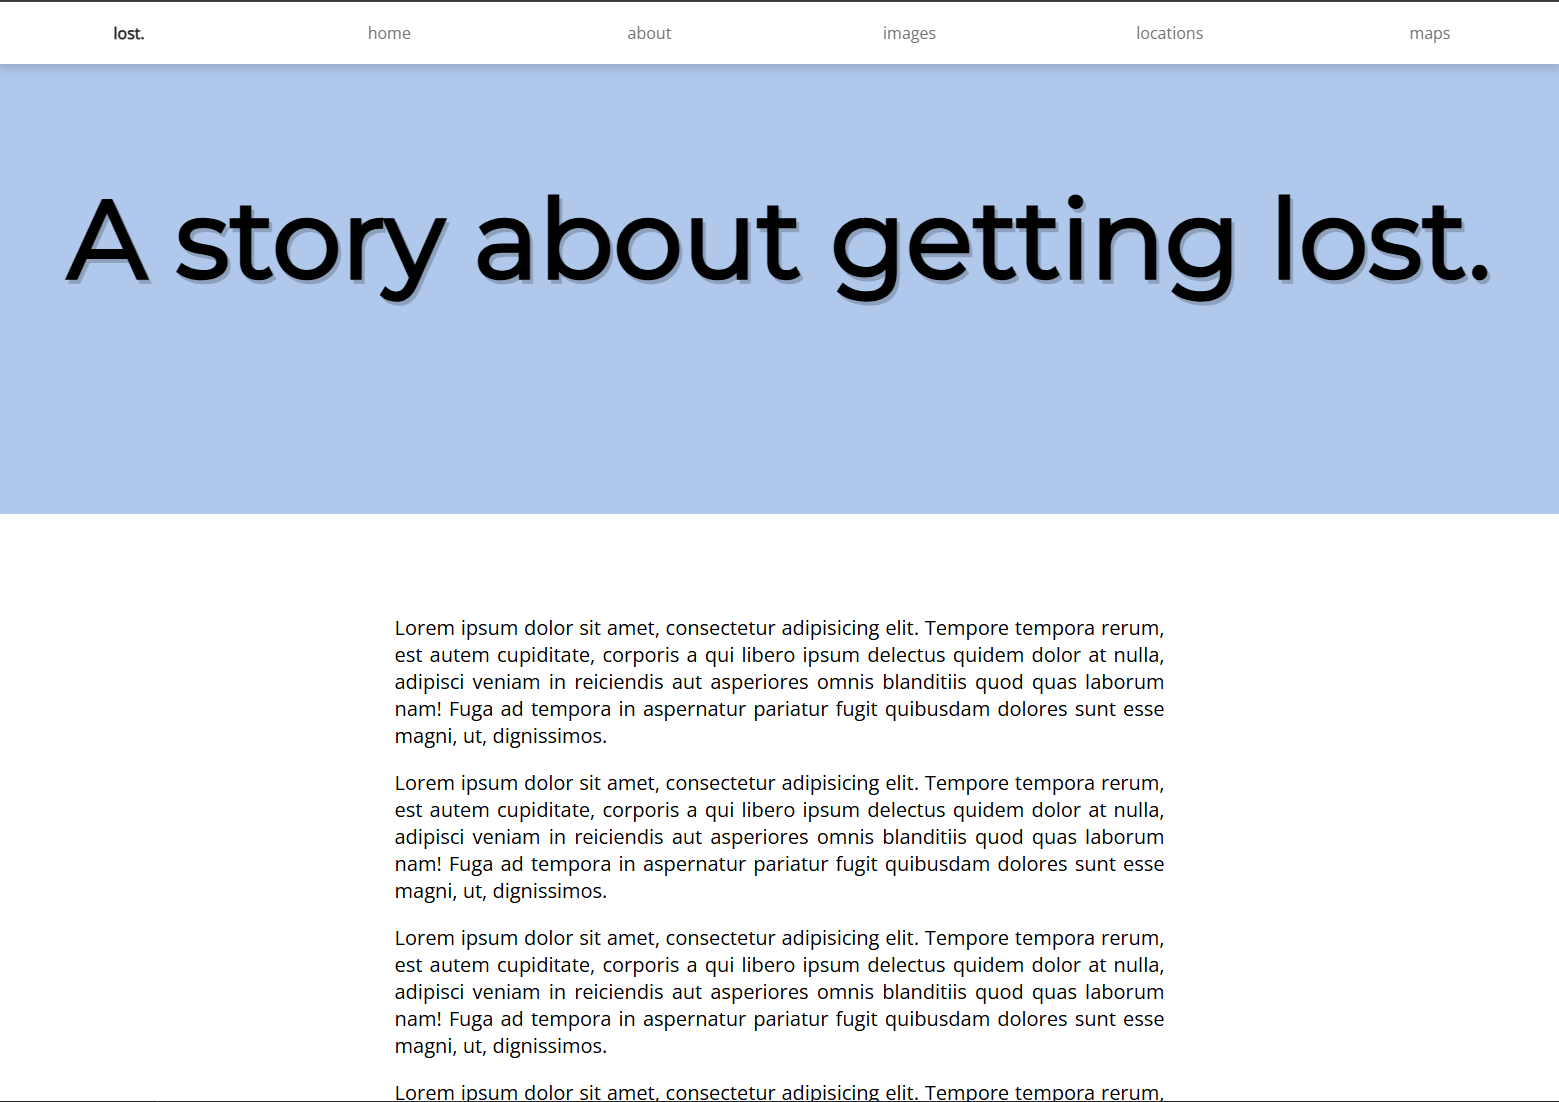 lost. home about images locations maps
A story about getting lost.
Lorem ipsum dolor sit amet, consectetur adipisicing elit. Tempore tempora rerum,
est autem cupiditate, corporis a qui libero ipsum delectus quidem dolor at nulla,
adipisci veniam in reiciendis aut asperiores omnis blanditiis quod quas laborum
nam! Fuga ad tempora in aspernatur pariatur fugit quibusdam dolores sunt esse
magni, ut, dignissimos.
Lorem ipsum dolor sit amet, consectetur adipisicing elit. Tempore tempora rerum,
est autem cupiditate, corporis a qui libero ipsum delectus quidem dolor at nulla,
adipisci veniam in reiciendis aut asperiores omnis blanditiis quod quas laborum
nam! Fuga ad tempora in aspernatur pariatur fugit quibusdam dolores sunt esse
magni, ut, dignissimos.
Lorem ipsum dolor sit amet, consectetur adipisicing elit. Tempore tempora rerum,
est autem cupiditate, corporis a qui libero ipsum delectus quidem dolor at nulla,
adipisci veniam in reiciendis aut asperiores omnis blanditiis quod quas laborum
nam! Fuga ad tempora in aspernatur pariatur fugit quibusdam dolores sunt esse
magni, ut, dignissimos.
Lorem ipsum dolor sit amet, consectetur adipisicing elit. Tempore tempora rerum,